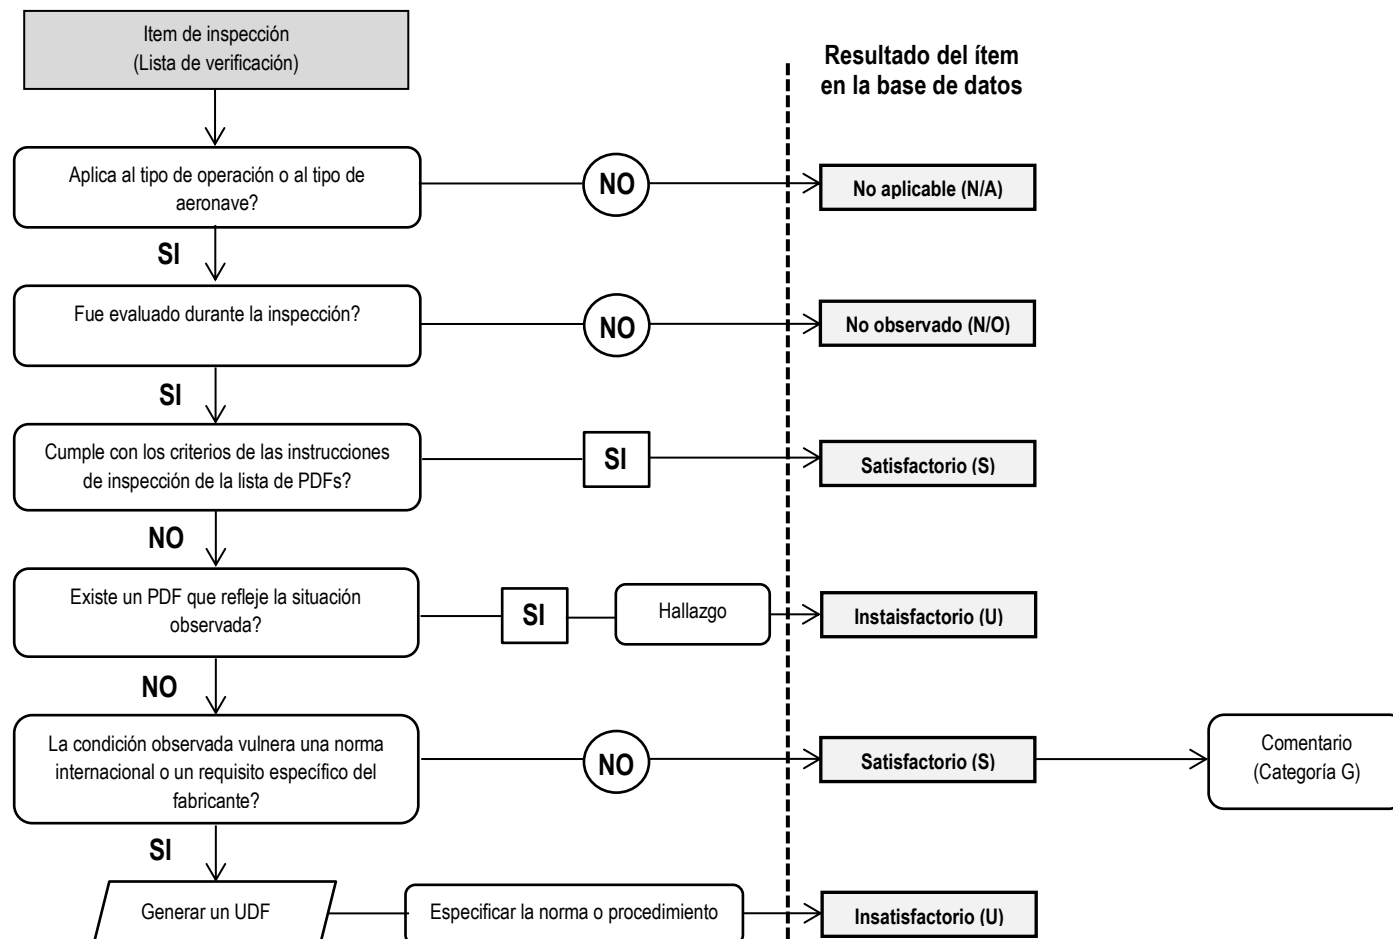 Item de inspección
(Lista de verificación)
Resultado del ítem
en la base de datos
Aplica al tipo de operación o al tipo de
aeronave?
NO
No aplicable (N/A)
SI
Fue evaluado durante la inspección?
NO
No observado (N/O)
SI
Cumple con los criterios de las instrucciones
de inspección de la lista de PDFs?
SI
Satisfactorio (S)
NO
Existe un PDF que refleje la situación
observada?
SI
Hallazgo
Instaisfactorio (U)
NO
La condición observada vulnera una norma
internacional o un requisito específico del
fabricante?
NO
Satisfactorio (S)
Comentario
(Categoría G)
SI
Generar un UDF
Especificar la norma o procedimiento
Insatisfactorio (U)